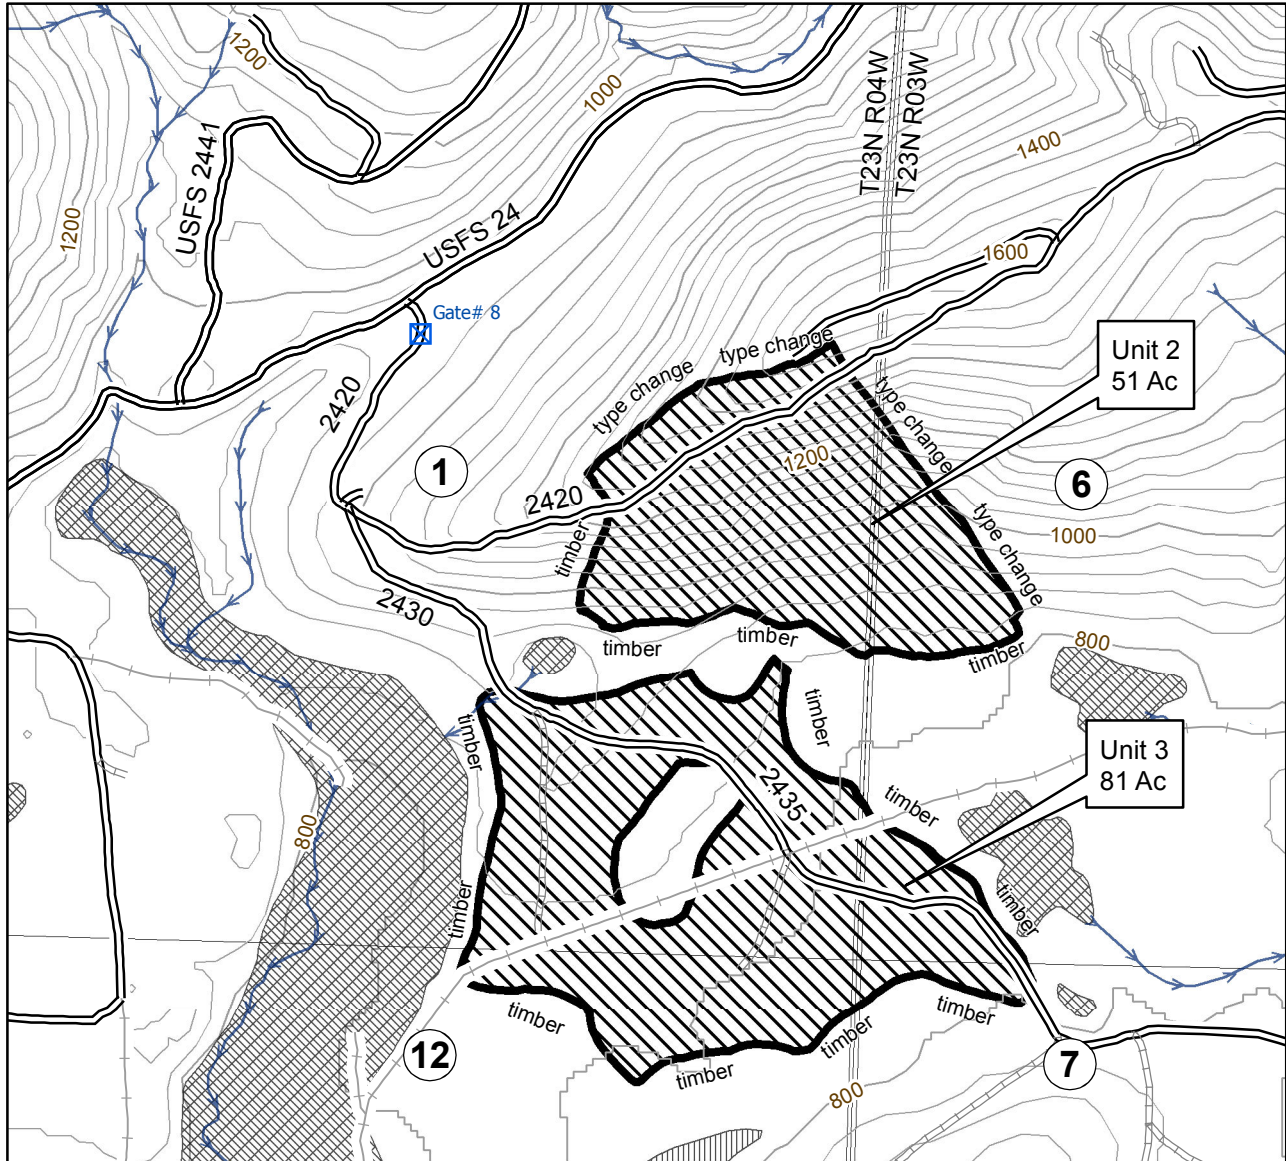 1200
1000
T23N R04W
T23N R03W
1400
USFS 2441
1200
USFS 24
1600
Gate# 8
type change
Unit 2
51 Ac
type change
2420
type change
1200
1
6
2420
type change
1000
timber
2430
timber
timber
timber
800
timber
timber
Unit 3
81 Ac
2435
timber
800
timber
timber
timber
timber
timber
timber
12
7
timber
800